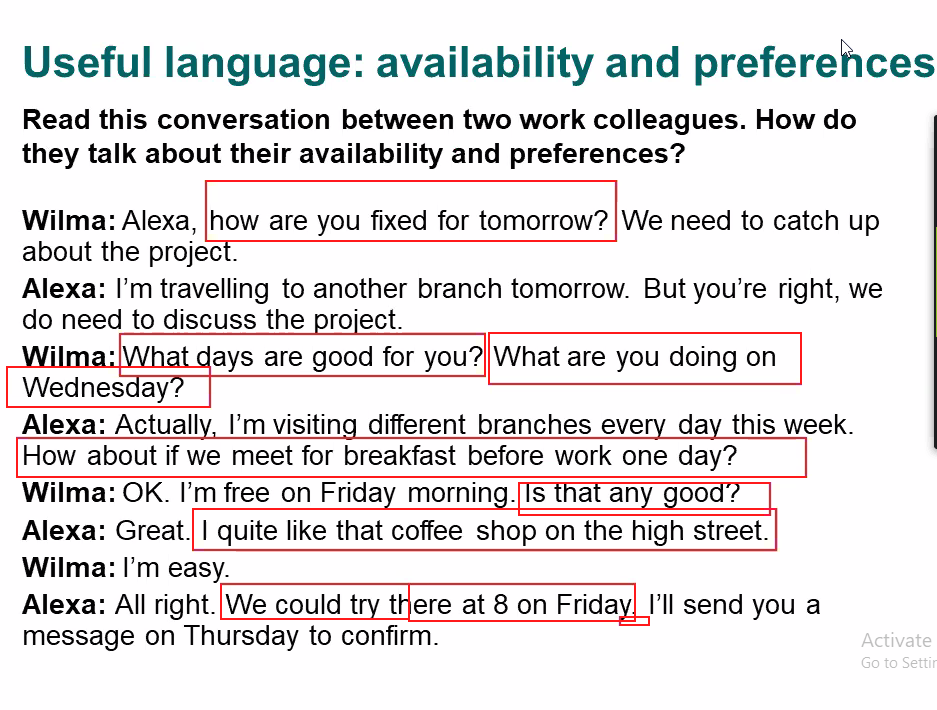 Useful language: availability and preferences
Read this conversation between two work colleagues. How do
they talk about their availability and preferences?
Wilma: Alexa, how are you fixed for tomorrow? We need to catch up
about the project.
Alexa: I’m travelling to another branch tomorrow. But you’re right, we
do need to discuss the project.
Wilma: What days are good for you? What are you doing on
Wednesday?
Alexa: Actually, I’m visiting different branches every day this week.
How about if we meet for breakfast before work one day?
Wilma: OK. I’m free on Friday morning. Is that any good?
Alexa: Great. I quite like that coffee shop on the high street.
Wilma: I’m easy.
Alexa: All right. We could try there at 8 on Friday. I’ll send you a
message on Thursday to confirm.
Activate
Go to Settin